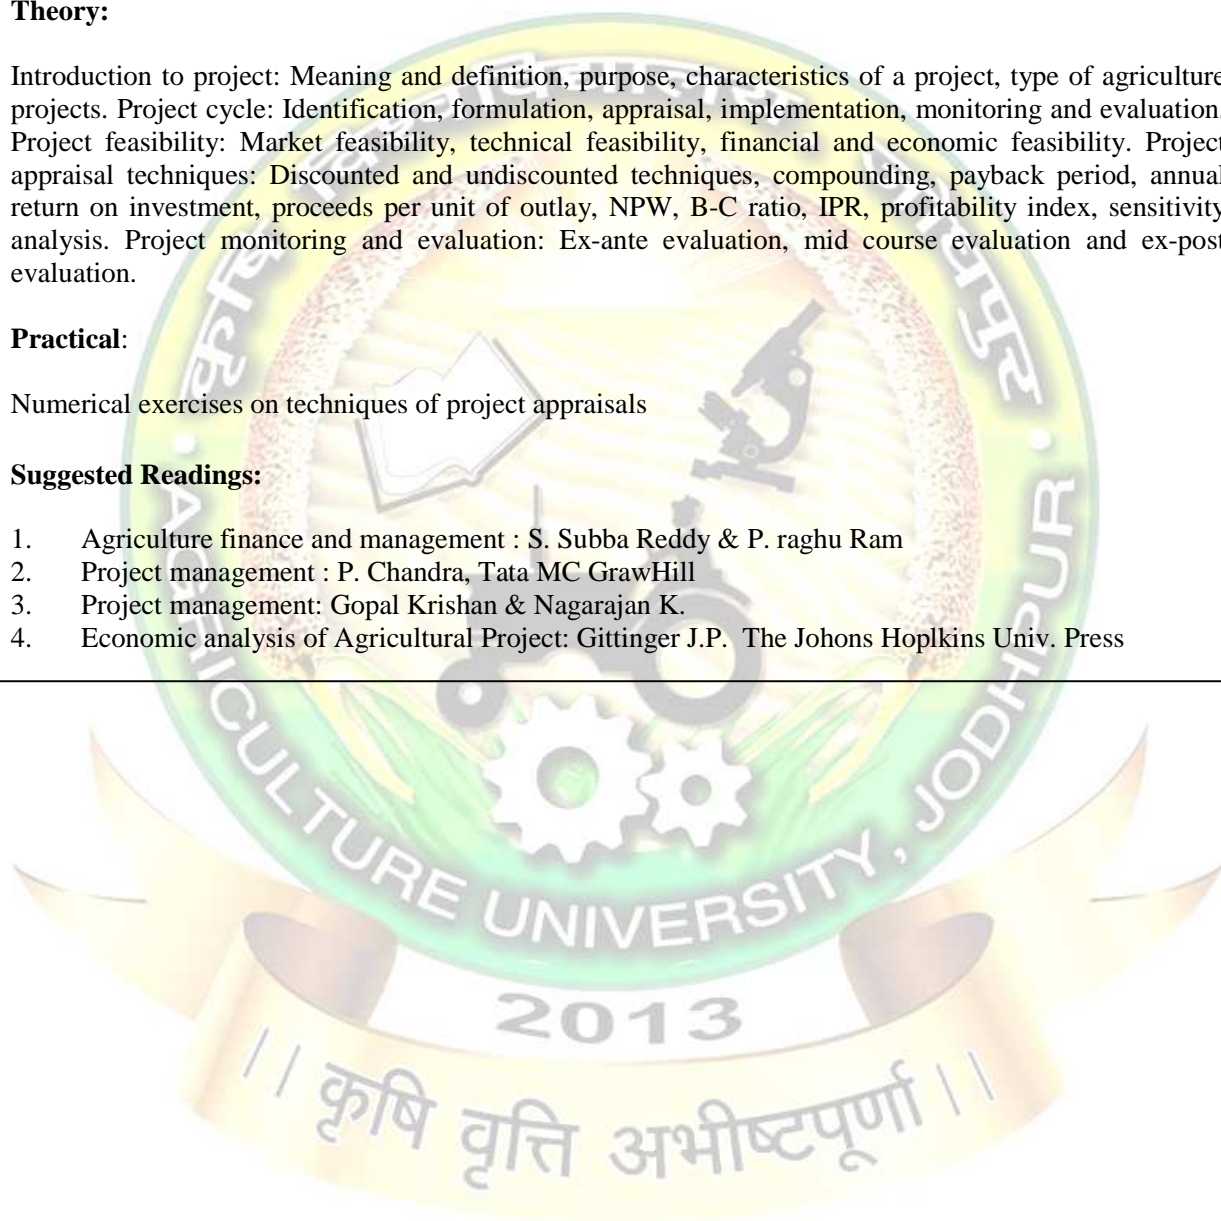 Theory:
Introduction to project: Meaning and definition, purpose, characteristics of a project, type of agriculture
projects. Project cycle: Identification, formulation, appraisal, implementation, monitoring and evaluation.
Project feasibility: Market feasibility, technical feasibility, financial and economic feasibility. Project
appraisal techniques: Discounted and undiscounted techniques, compounding, payback period, annual
return on investment, proceeds per unit of outlay, NPW, B-C ratio, IPR, profitability index, sensitivity
analysis. Project monitoring and evaluation: Ex-ante evaluation, mid course evaluation and ex-post
evaluation.
Practical:
Numerical exercises on techniques of project appraisals
Suggested Readings:
1. Agriculture finance and management : S. Subba Reddy & P. raghu Ram
2. Project management : P. Chandra, Tata MC GrawHill
3. Project management: Gopal Krishan & Nagarajan K.
4. Economic analysis of Agricultural Project: Gittinger J.P. The Johons Hoplkins Univ. Press
कृषि विश्वविद्यालय, जोधपुर
AGRICULTURE UNIVERSITY, JODHPUR
2013
|| कृषि वृत्ति अभीष्टपूर्णा ||